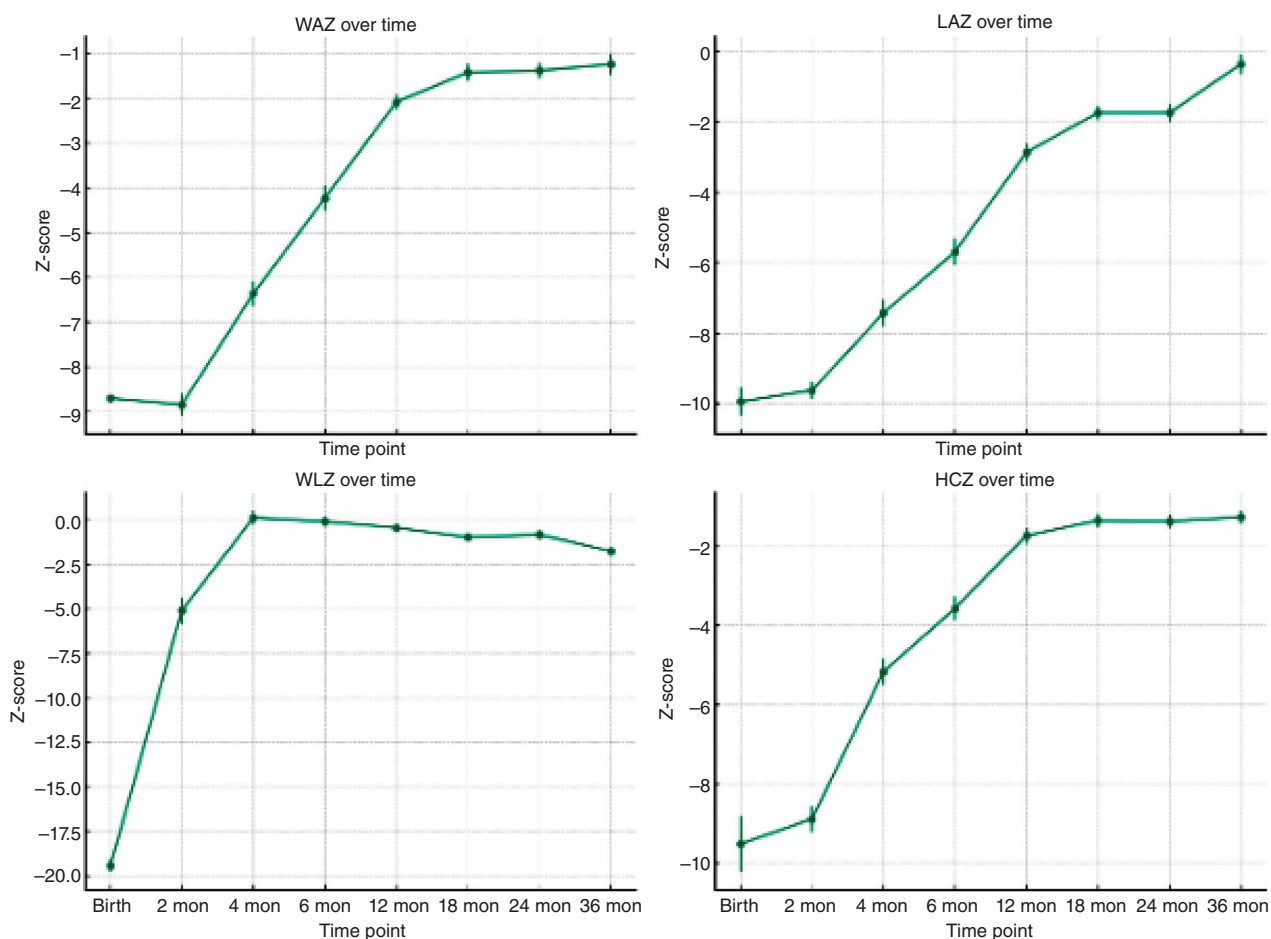 WAZ over time
–1
–2
–3
–4
–5
–6
–7
–8
–9
Z-score
Time point
LAZ over time
0
–2
–4
–6
–8
–10
Z-score
Time point
WLZ over time
0.0
–2.5
–5.0
–7.5
–10.0
–12.5
–15.0
–17.5
–20.0
Z-score
Birth 2 mon 4 mon 6 mon 12 mon 18 mon 24 mon 36 mon
Time point
HCZ over time
–2
–4
–6
–8
–10
Z-score
Birth 2 mon 4 mon 6 mon 12 mon 18 mon 24 mon 36 mon
Time point